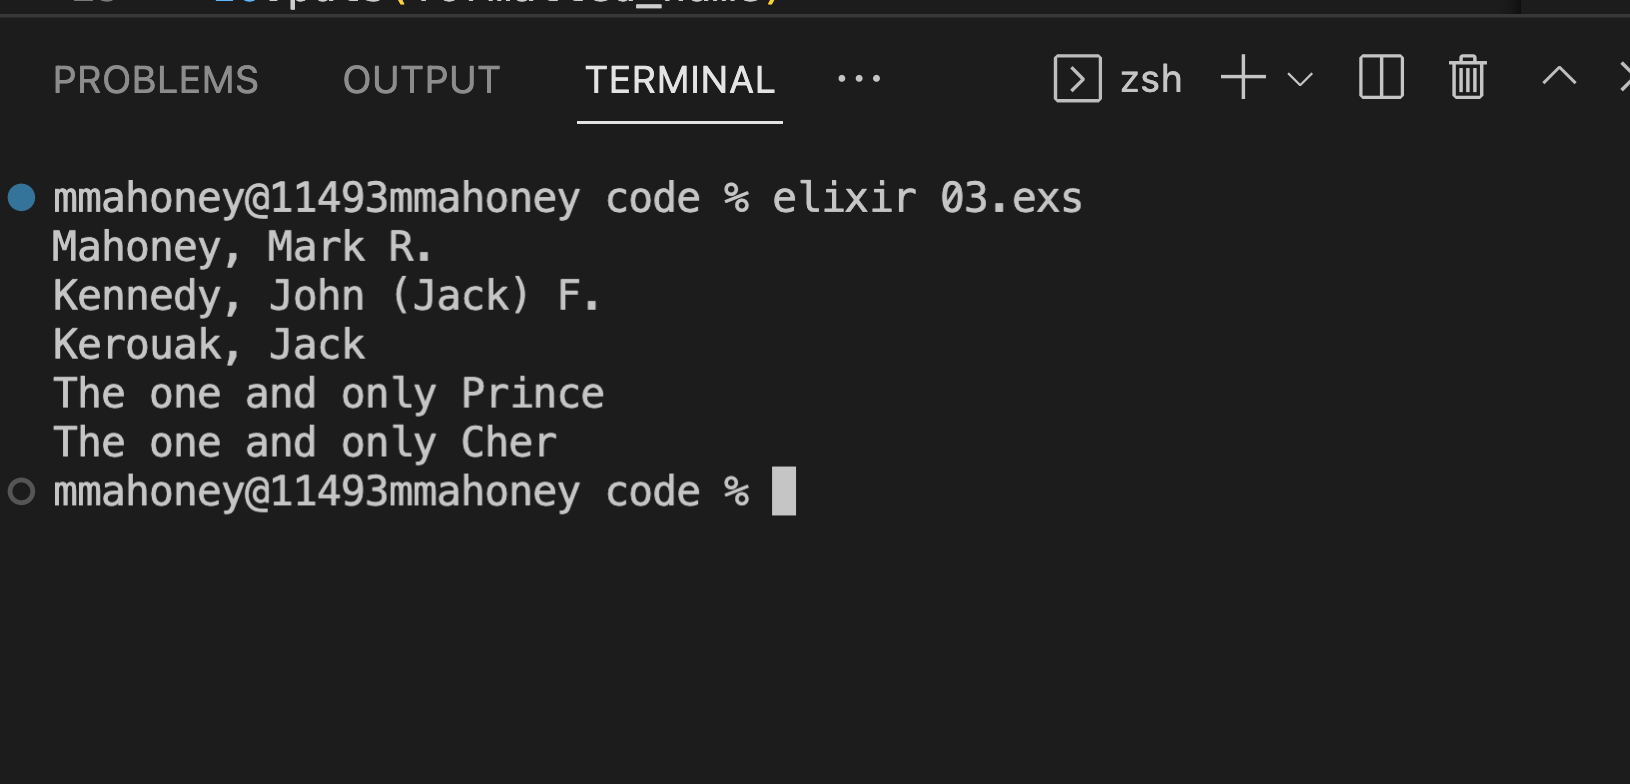 PROBLEMS OUTPUT TERMINAL ... zsh
mmahoney@11493mmahoney code % elixir 03.exs
Mahoney, Mark R.
Kennedy, John (Jack) F.
Kerouak, Jack
The one and only Prince
The one and only Cher
mmahoney@11493mmahoney code %